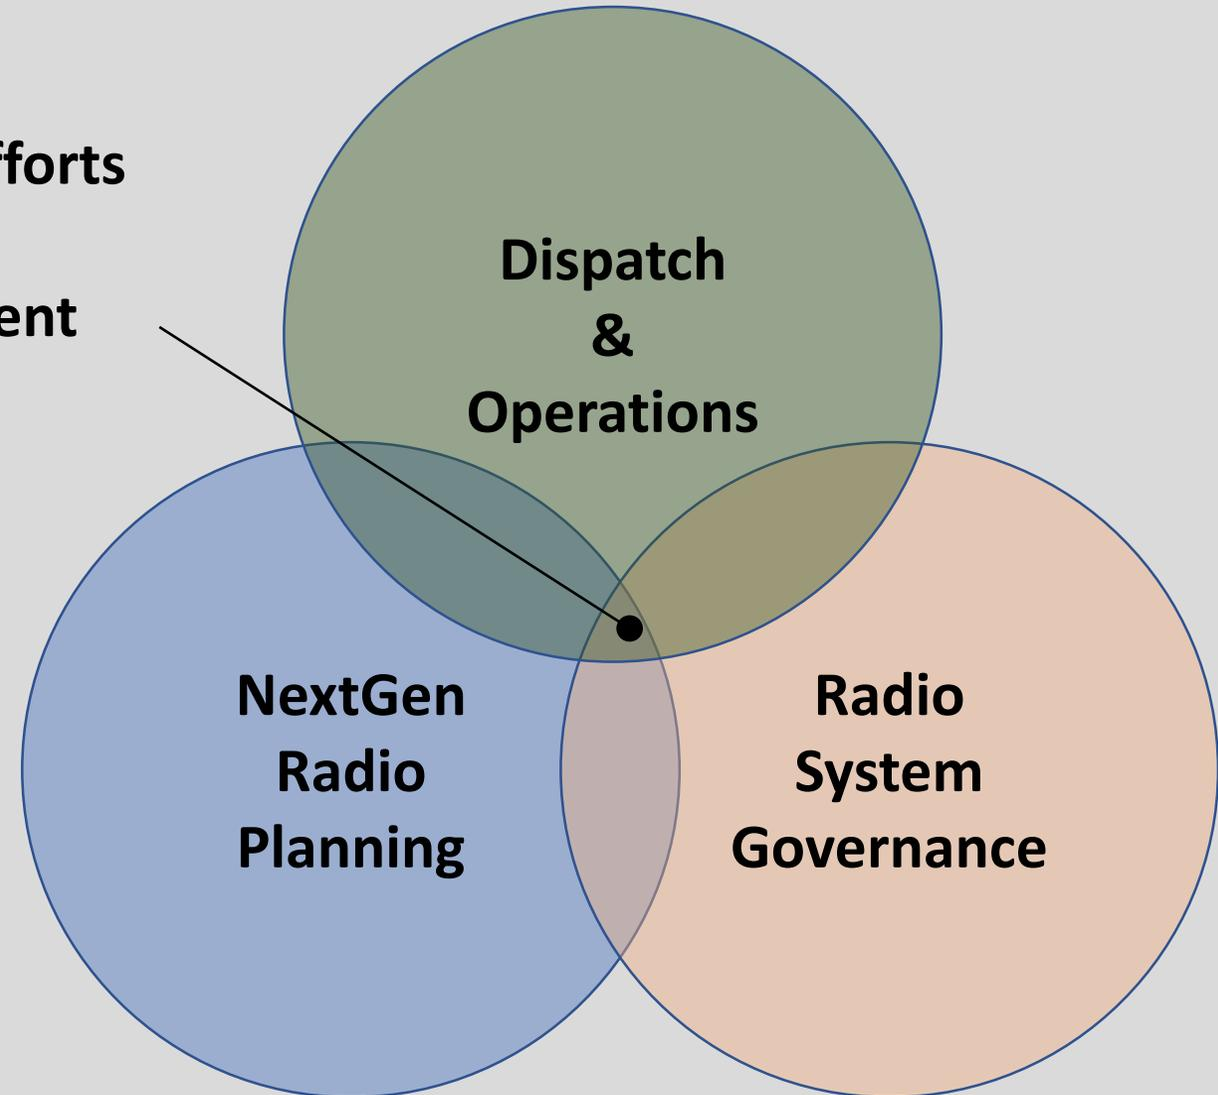 fforts
ent
Dispatch
&
Operations
NextGen
Radio
Planning
Radio
System
Governance